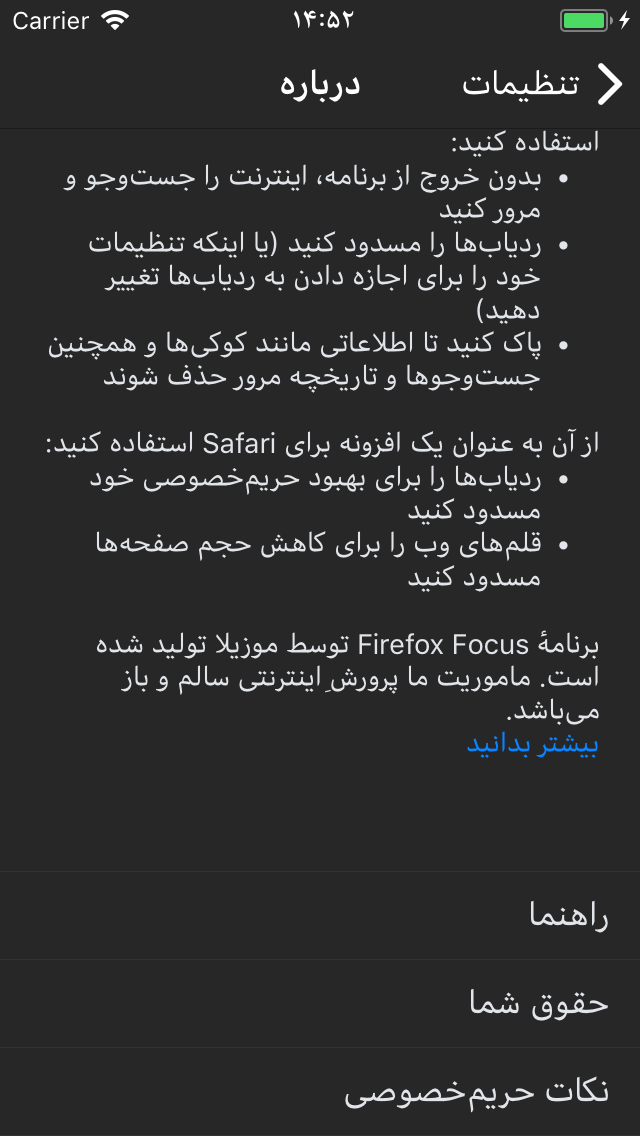 Carrier ۱۴:۵۲
تنظیمات
درباره
استفاده کنید:
• بدون خروج از برنامه، اینترنت را جست‌وجو و
مرور کنید
• ردیاب‌ها را مسدود کنید (یا اینکه تنظیمات
خود را برای اجازه دادن به ردیاب‌ها تغییر
دهید)
• پاک کنید تا اطلاعاتی مانند کوکی‌ها و همچنین
جست‌وجوها و تاریخچه مرور حذف شوند
از آن به عنوان یک افزونه برای Safari استفاده کنید:
• ردیاب‌ها را برای بهبود حریم‌خصوصی خود
مسدود کنید
• قلم‌های وب را برای کاهش حجم صفحه‌ها
مسدود کنید
برنامهٔ Firefox Focus توسط موزیلا تولید شده
است. ماموریت ما پرورشِ اینترنتی سالم و باز
می‌باشد.
بیشتر بدانید
راهنما
حقوق شما
نکات حریم‌خصوصی